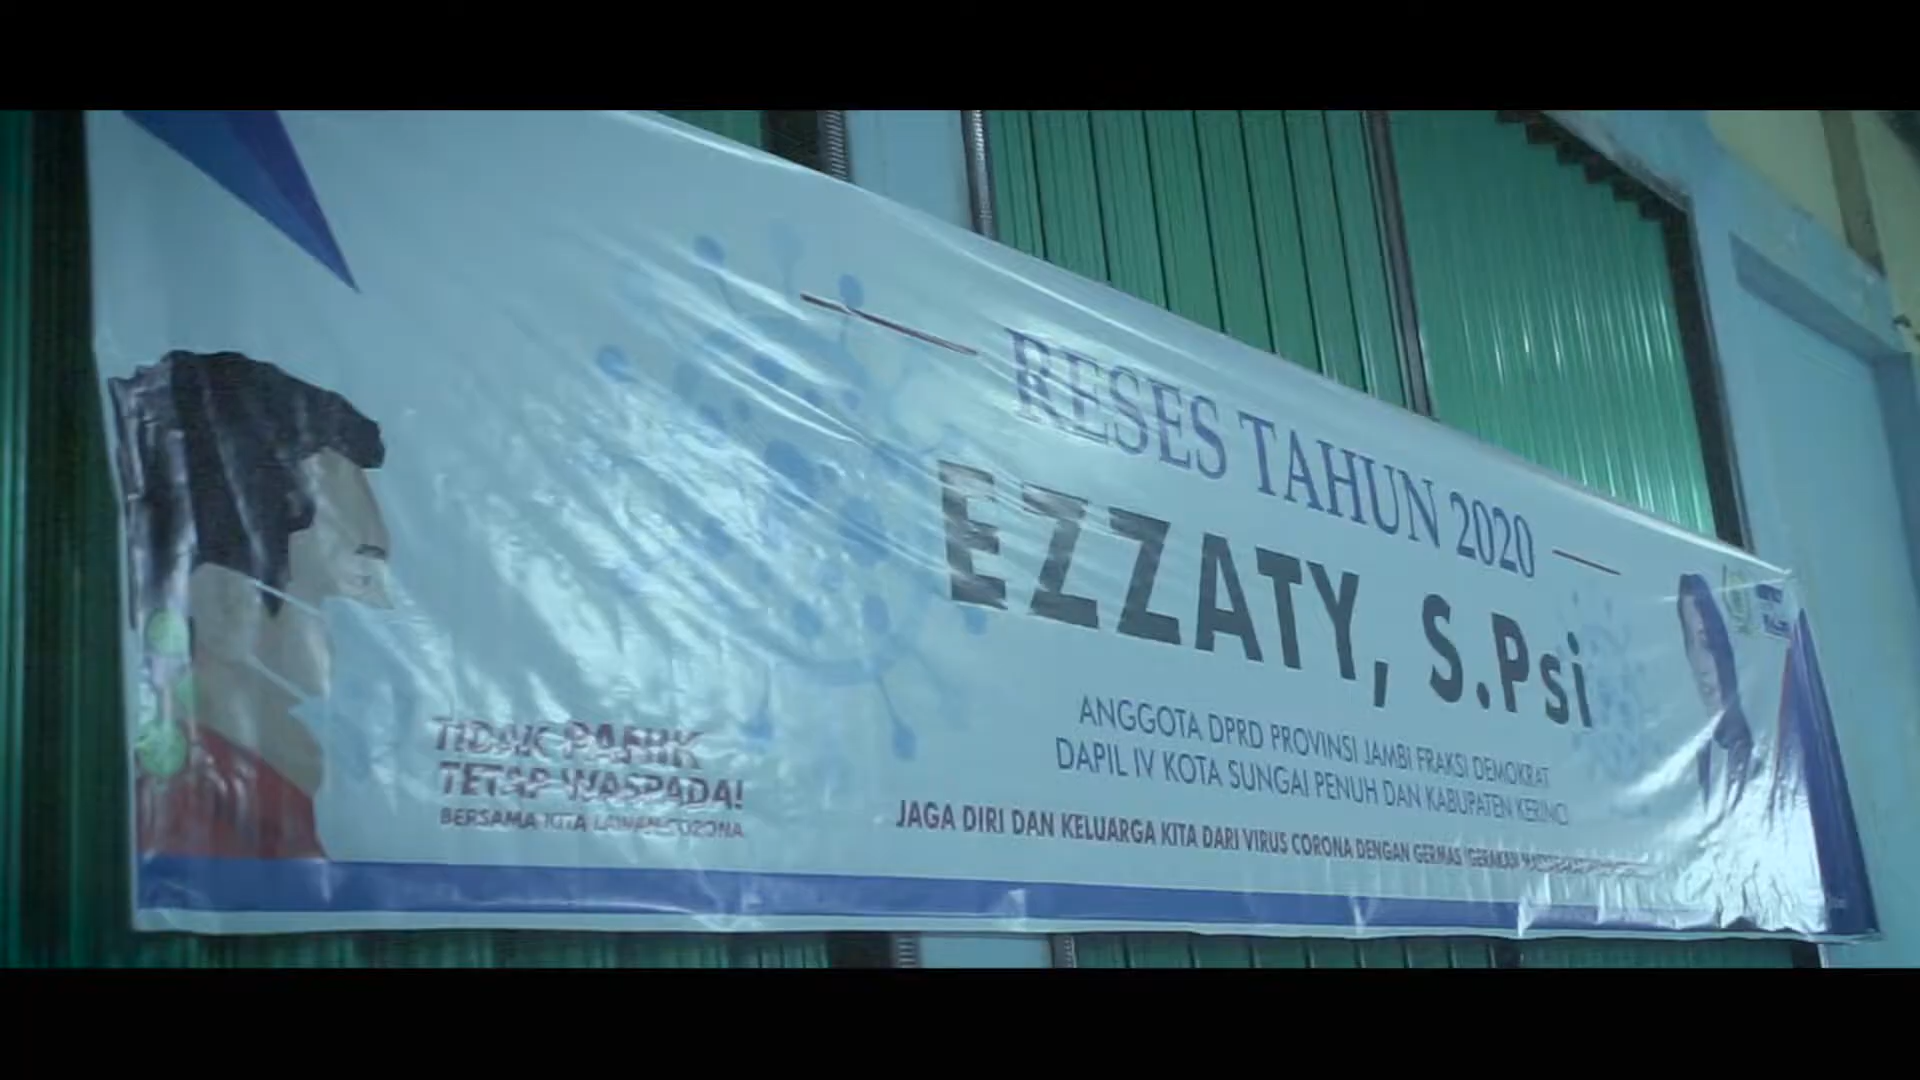 RESES TAHUN 2020
EZZATY, S.Psi
ANGGOTA DPRD PROVINSI JAMBI FRAKSI DEMOKRAT
DAPIL IV KOTA SUNGAI PENUH DAN KABUPATEN KERINCI
JAGA DIRI DAN KELUARGA KITA DARI VIRUS CORONA DENGAN GERMAS (GERAKAN
TIDAK PANIK
TETAP WASPADA!
BERSAMA KITA LAWAN CORONA